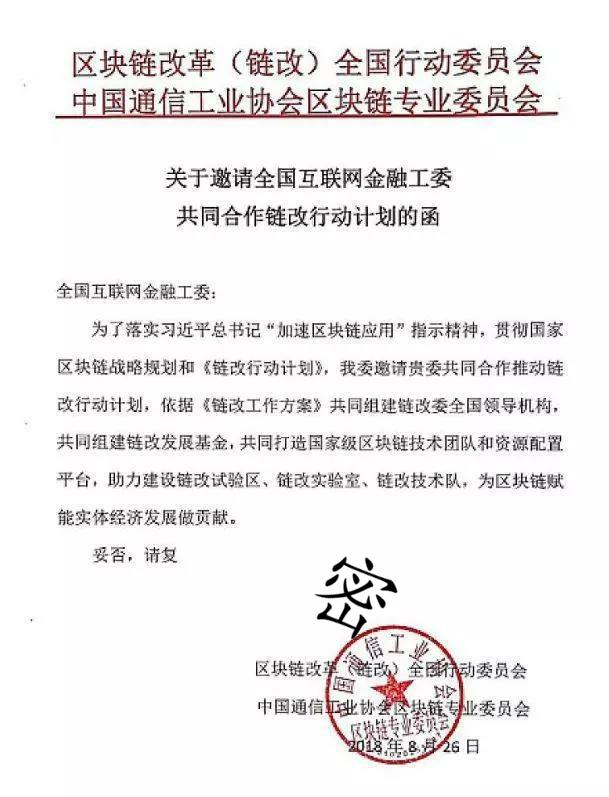 区块链改革（链改）全国行动委员会
中国通信工业协会区块链专业委员会
关于邀请全国互联网金融工委
共同合作链改行动计划的函
全国互联网金融工委：
为了落实习近平总书记“加速区块链应用”指示精神，贯彻国家
区块链战略规划和《链改行动计划》，我委邀请贵委共同合作推动链
改行动计划，依据《链改工作方案》共同组建链改委全国领导机构，
共同组建链改发展基金，共同打造国家级区块链技术团队和资源配置
平台，助力建设链改试验区、链改实验室、链改技术队，为区块链赋
能实体经济发展做贡献。
妥否，请复
密
区块链改革（链改）全国行动委员会
中国通信工业协会区块链专业委员会
2018年8月26日
中国通信工业协会
区块链专业委员会